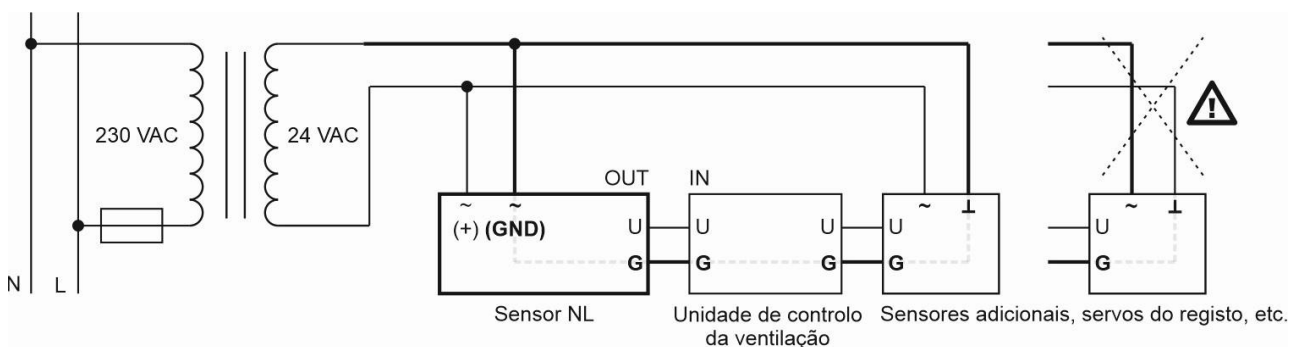 230 VAC
24 VAC
N
L
OUT
IN
~
~
(+) (GND)
U
G
U
G
U
G
~
⊥
U
G
~
⊥
U
G
!
Sensor NL
Unidade de controlo
da ventilação
Sensores adicionais, servos do registo, etc.